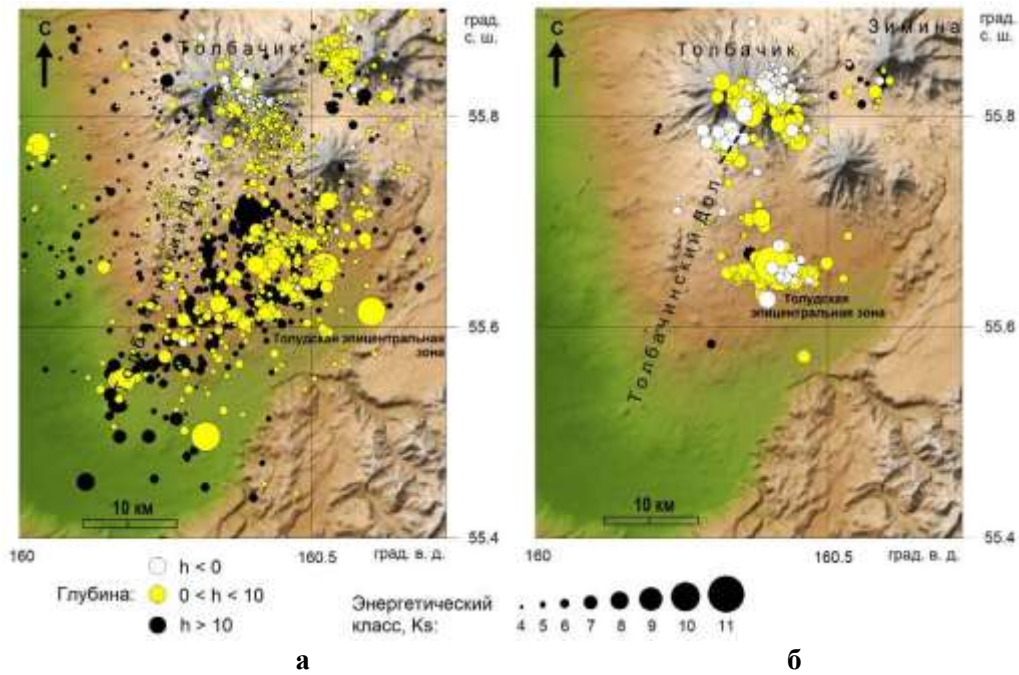 град.
с. ш.
С
Толбачик
55.8
Толбачинский Дол
55.6
Толудская эпицентральная
зона
10 км
55.4
160
160.5
град. в. д.
град.
с. ш.
С
Толбачик
Зимина
55.8
Толбачинский Дол
Толудская
эпицентральная зона
55.6
10 км
55.4
160
160.5
град. в. д.
Глубина:
h < 0
0 < h < 10
h > 10
Энергетический
класс, Ks:
4 5 6 7 8 9 10 11
а
б